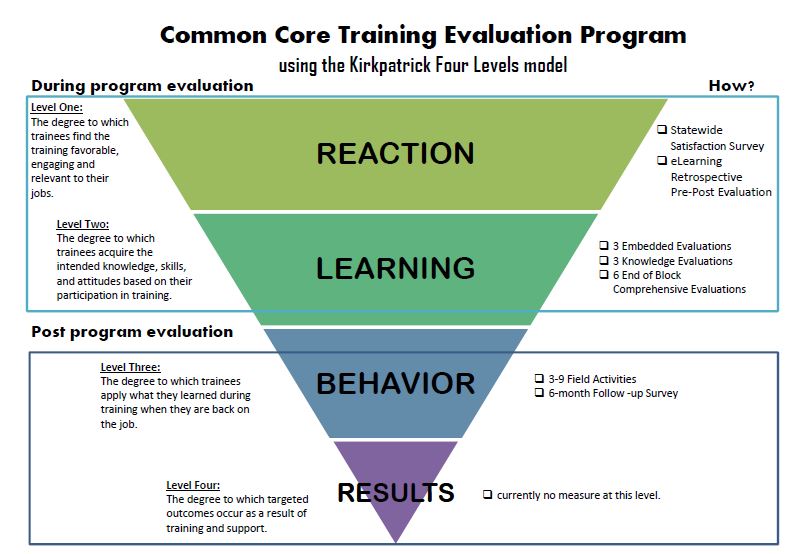 Common Core Training Evaluation Program
using the Kirkpatrick Four Levels model
During program evaluation
How?
Level One:
The degree to which
trainees find the
training favorable,
engaging and
relevant to their
jobs.
REACTION
❑ Statewide
Satisfaction Survey
❑ eLearning
Retrospective
Pre-Post Evaluation
Level Two:
The degree to which
trainees acquire the
intended knowledge, skills,
and attitudes based on their
participation in training.
LEARNING
❑ 3 Embedded Evaluations
❑ 3 Knowledge Evaluations
❑ 6 End of Block
Comprehensive Evaluations
Post program evaluation
Level Three:
The degree to which trainees
apply what they learned during
training when they are back on
the job.
BEHAVIOR
❑ 3-9 Field Activities
❑ 6-month Follow -up Survey
Level Four:
The degree to which targeted
outcomes occur as a result of
training and support.
RESULTS
❑ currently no measure at this level.